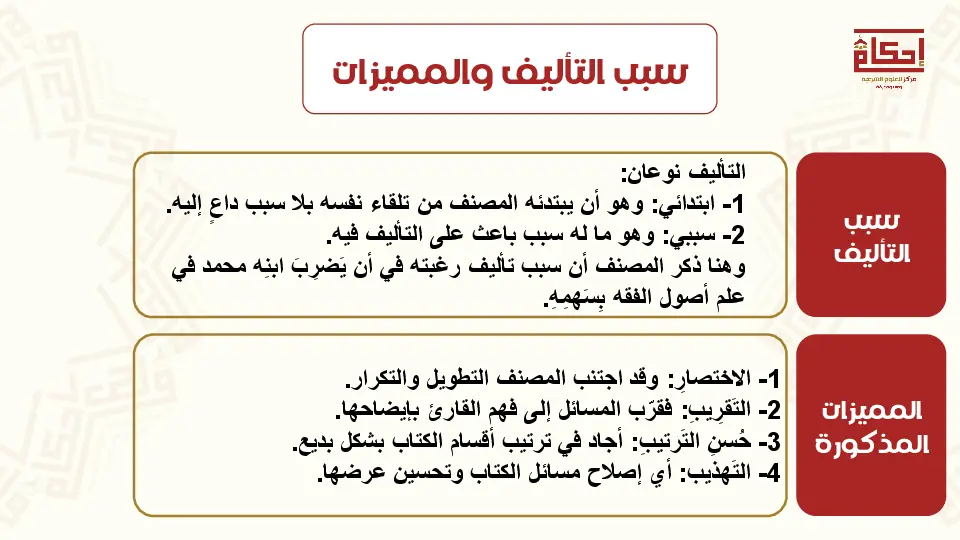 إحكام
مركز للعلوم الشرعية
سبب التأليف والمميزات
سبب
التأليف
التأليف نوعان:
1- ابتدائي: وهو أن يبتدئه المصنف من تلقاء نفسه بلا سبب داعٍ إليه.
2- سببي: وهو ما له سبب باعث على التأليف فيه.
وهنا ذكر المصنف أن سبب تأليف رغبته في أن يَضرِبَ ابنِه محمد في
علم أصول الفقه بِسَهمِهِ.
المميزات
المذكورة
1- الاختصارِ: وقد اجتنب المصنف التطويل والتكرار.
2- التَقرِيبِ: فقرّب المسائل إلى فهم القارئ بإيضاحها.
3- حُسنِ التَرتيبِ: أجاد في ترتيب أقسام الكتاب بشكل بديع.
4- التَهذيب: أي إصلاح مسائل الكتاب وتحسين عرضها.